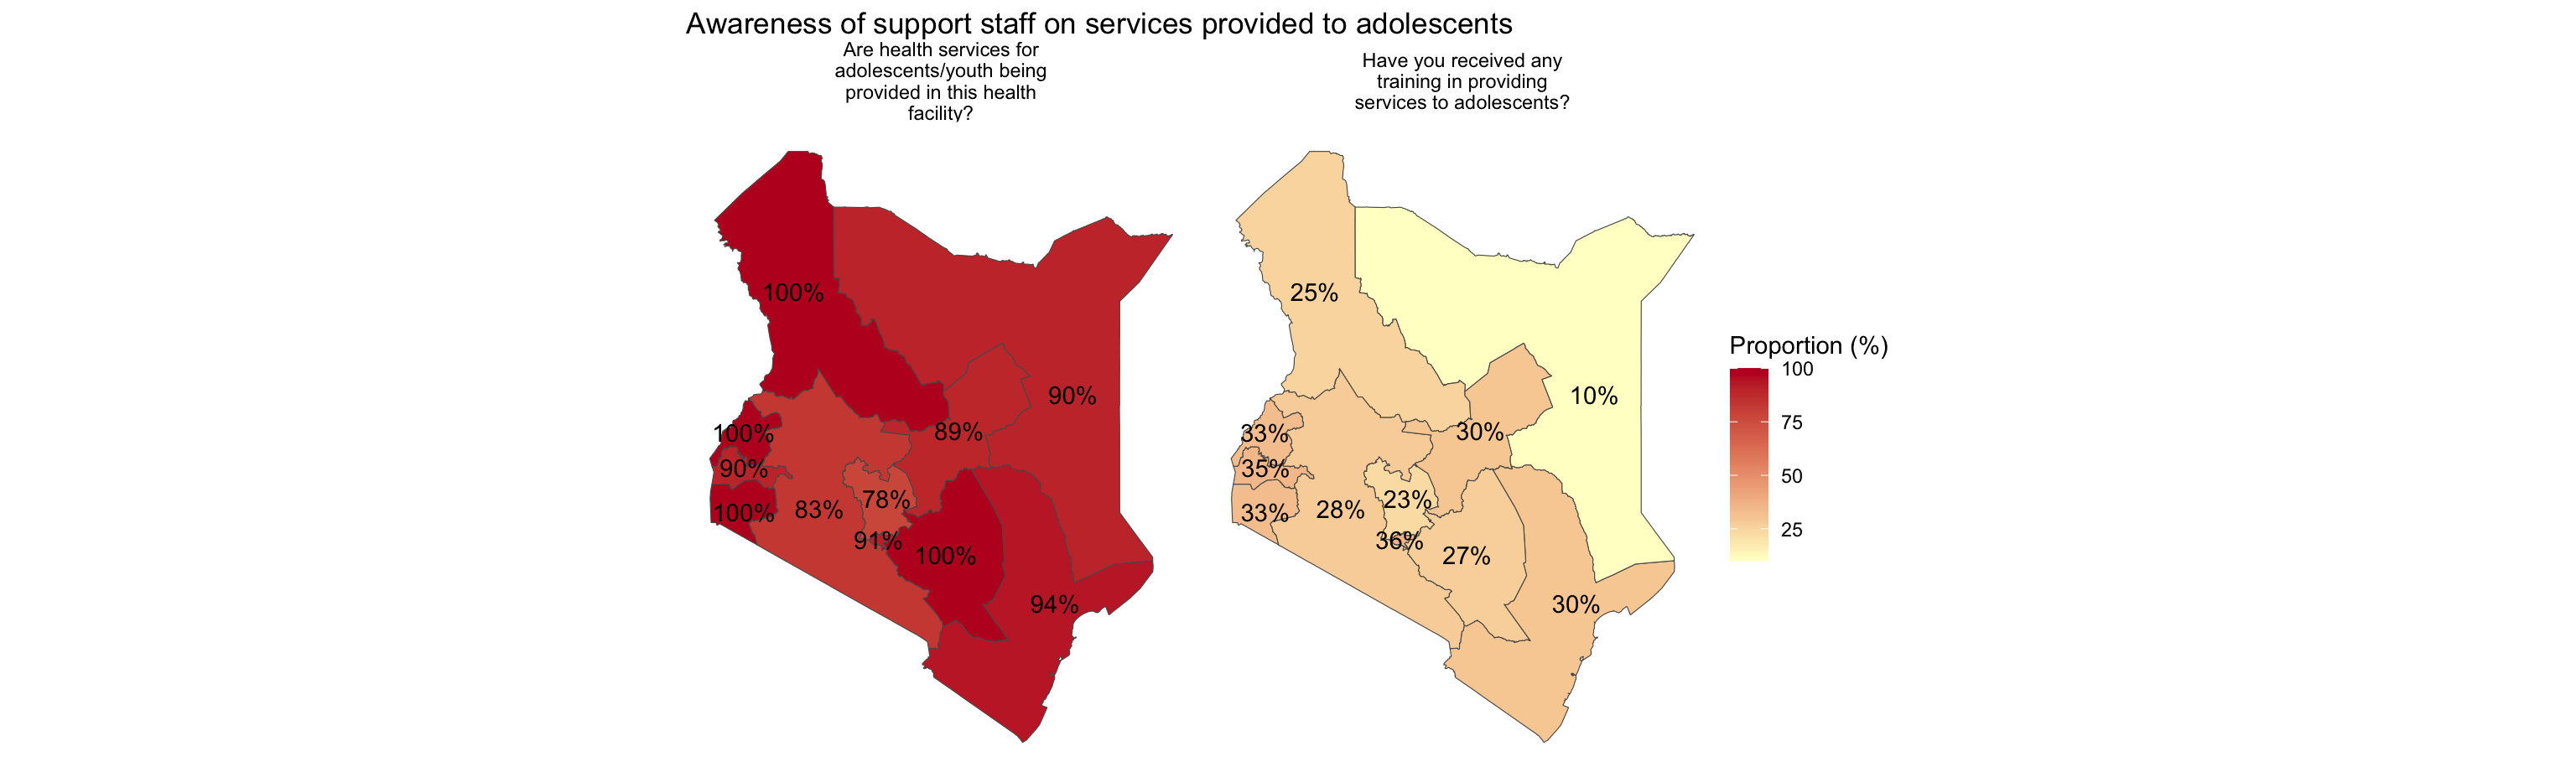 Awareness of support staff on services provided to adolescents
Are health services for
adolescents/youth being
provided in this health
facility?
Have you received any
training in providing
services to adolescents?
100%
90%
100%
89%
90%
78%
83%
100%
91%
100%
94%
25%
10%
33%
30%
35%
23%
28%
33%
36%
27%
30%
Proportion (%)
100
75
50
25